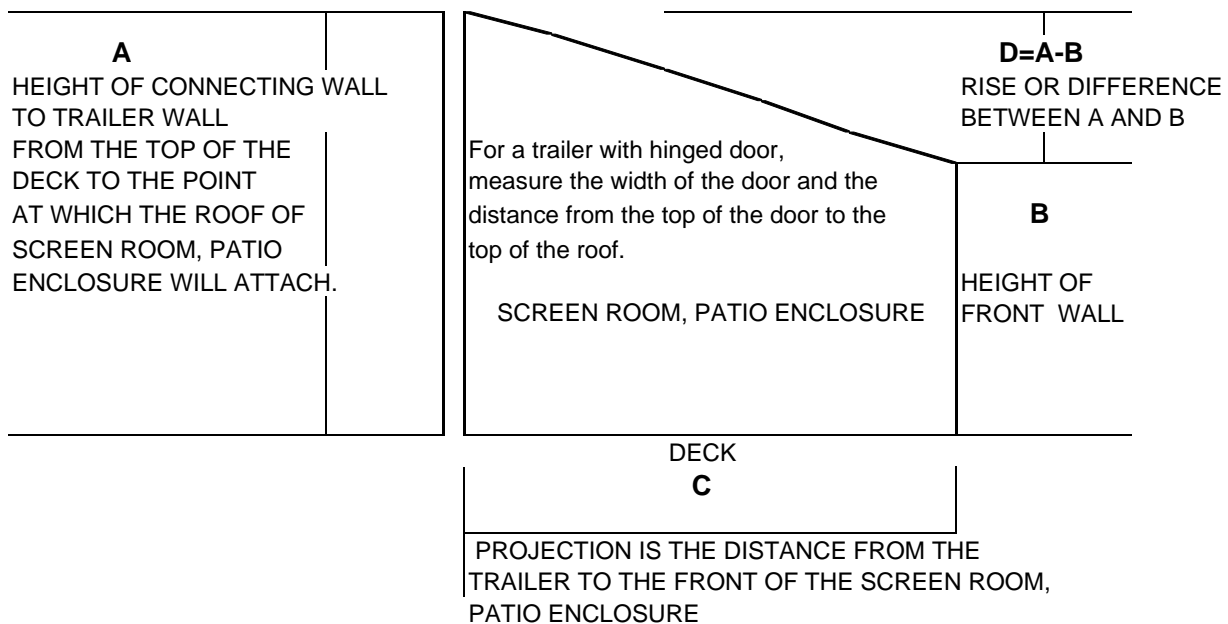 A
HEIGHT OF CONNECTING WALL
TO TRAILER WALL
FROM THE TOP OF THE
DECK TO THE POINT
AT WHICH THE ROOF OF
SCREEN ROOM, PATIO
ENCLOSURE WILL ATTACH.
For a trailer with hinged door,
measure the width of the door and the
distance from the top of the door to the
top of the roof.
SCREEN ROOM, PATIO ENCLOSURE
D=A-B
RISE OR DIFFERENCE
BETWEEN A AND B
B
HEIGHT OF
FRONT WALL
DECK
C
PROJECTION IS THE DISTANCE FROM THE
TRAILER TO THE FRONT OF THE SCREEN ROOM,
PATIO ENCLOSURE